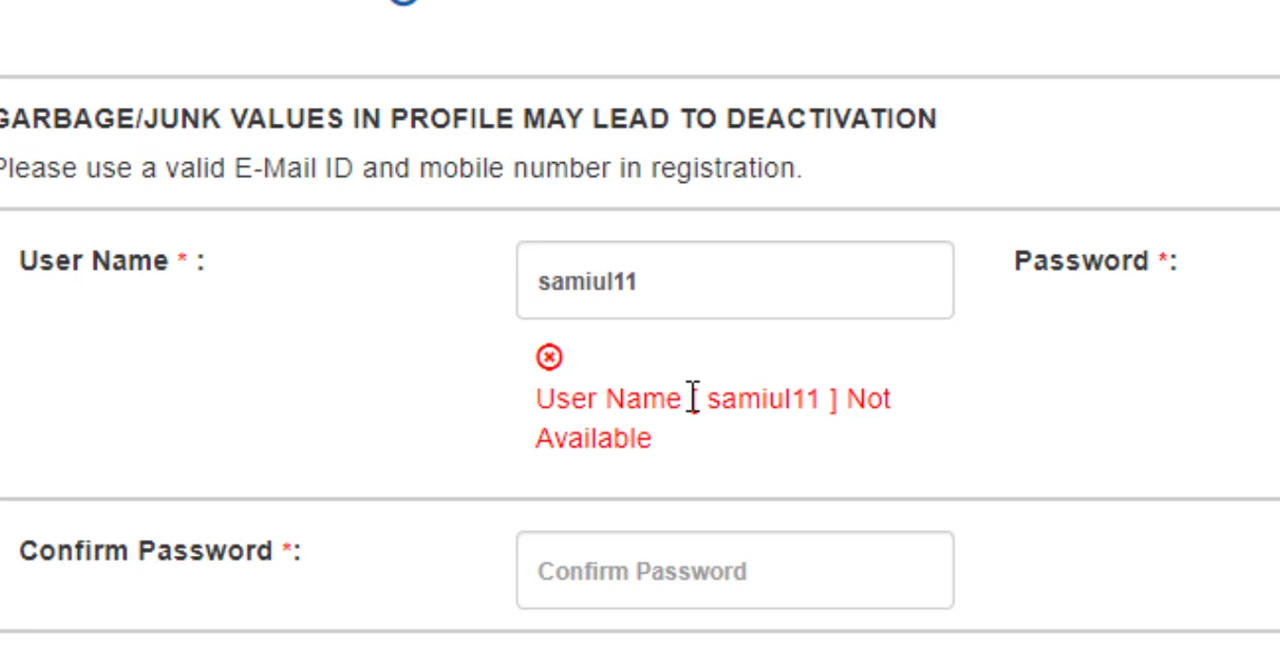 GARBAGE/JUNK VALUES IN PROFILE MAY LEAD TO DEACTIVATION
Please use a valid E-Mail ID and mobile number in registration.
User Name * :
samiul11
Password *:
User Name [ samiul11 ] Not
Available
Confirm Password *:
Confirm Password